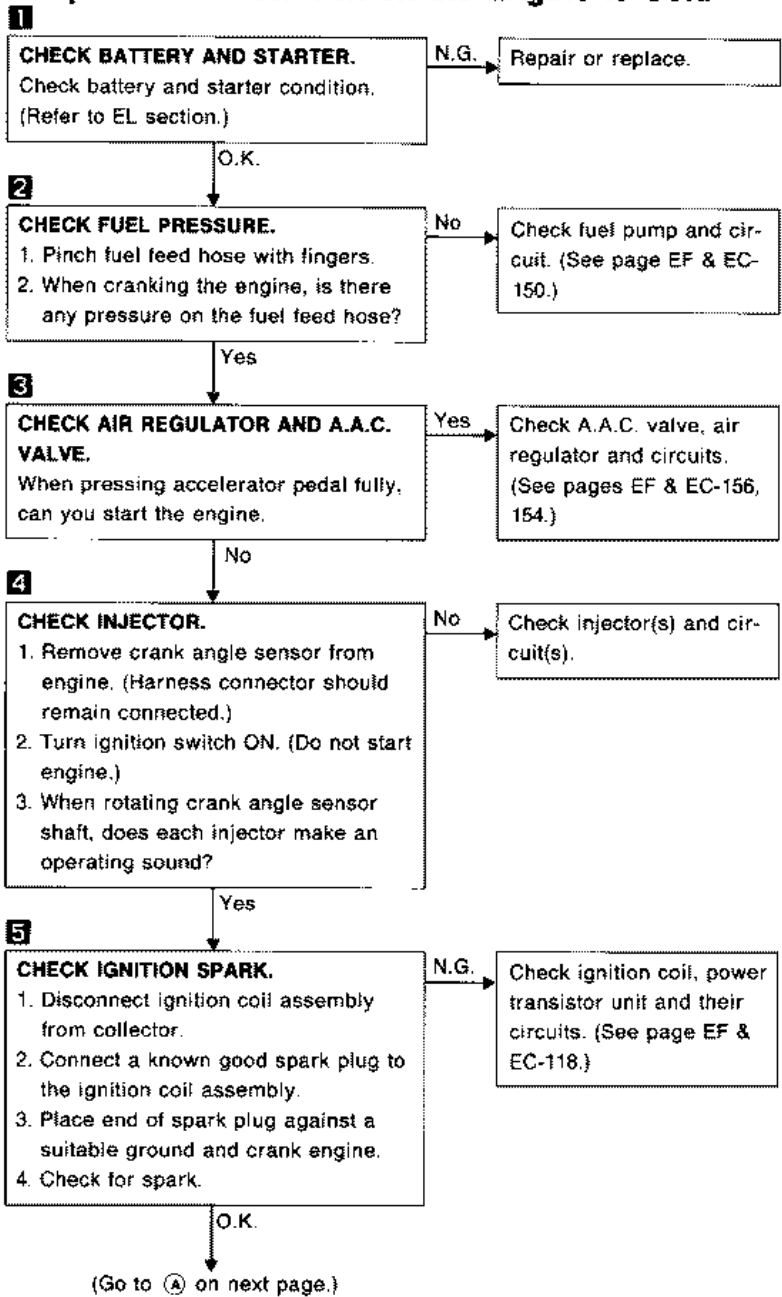 1
CHECK BATTERY AND STARTER.
Check battery and starter condition.
(Refer to EL section.)
N.G.
Repair or replace.
O.K.
2
CHECK FUEL PRESSURE.
1. Pinch fuel feed hose with fingers.
2. When cranking the engine, is there
any pressure on the fuel feed hose?
No
Check fuel pump and cir-
cuit. (See page EF & EC-
150.)
Yes
3
CHECK AIR REGULATOR AND A.A.C.
VALVE.
When pressing accelerator pedal fully,
can you start the engine.
Yes
Check A.A.C. valve, air
regulator and circuits.
(See pages EF & EC-156,
154.)
No
4
CHECK INJECTOR.
1. Remove crank angle sensor from
engine. (Harness connector should
remain connected.)
2. Turn ignition switch ON. (Do not start
engine.)
3. When rotating crank angle sensor
shaft, does each injector make an
operating sound?
No
Check injector(s) and cir-
cuit(s).
Yes
5
CHECK IGNITION SPARK.
1. Disconnect ignition coil assembly
from collector.
2. Connect a known good spark plug to
the ignition coil assembly.
3. Place end of spark plug against a
suitable ground and crank engine.
4. Check for spark.
N.G.
Check ignition coil, power
transistor unit and their
circuits. (See page EF &
EC-118.)
O.K.
(Go to Ⓐ on next page.)